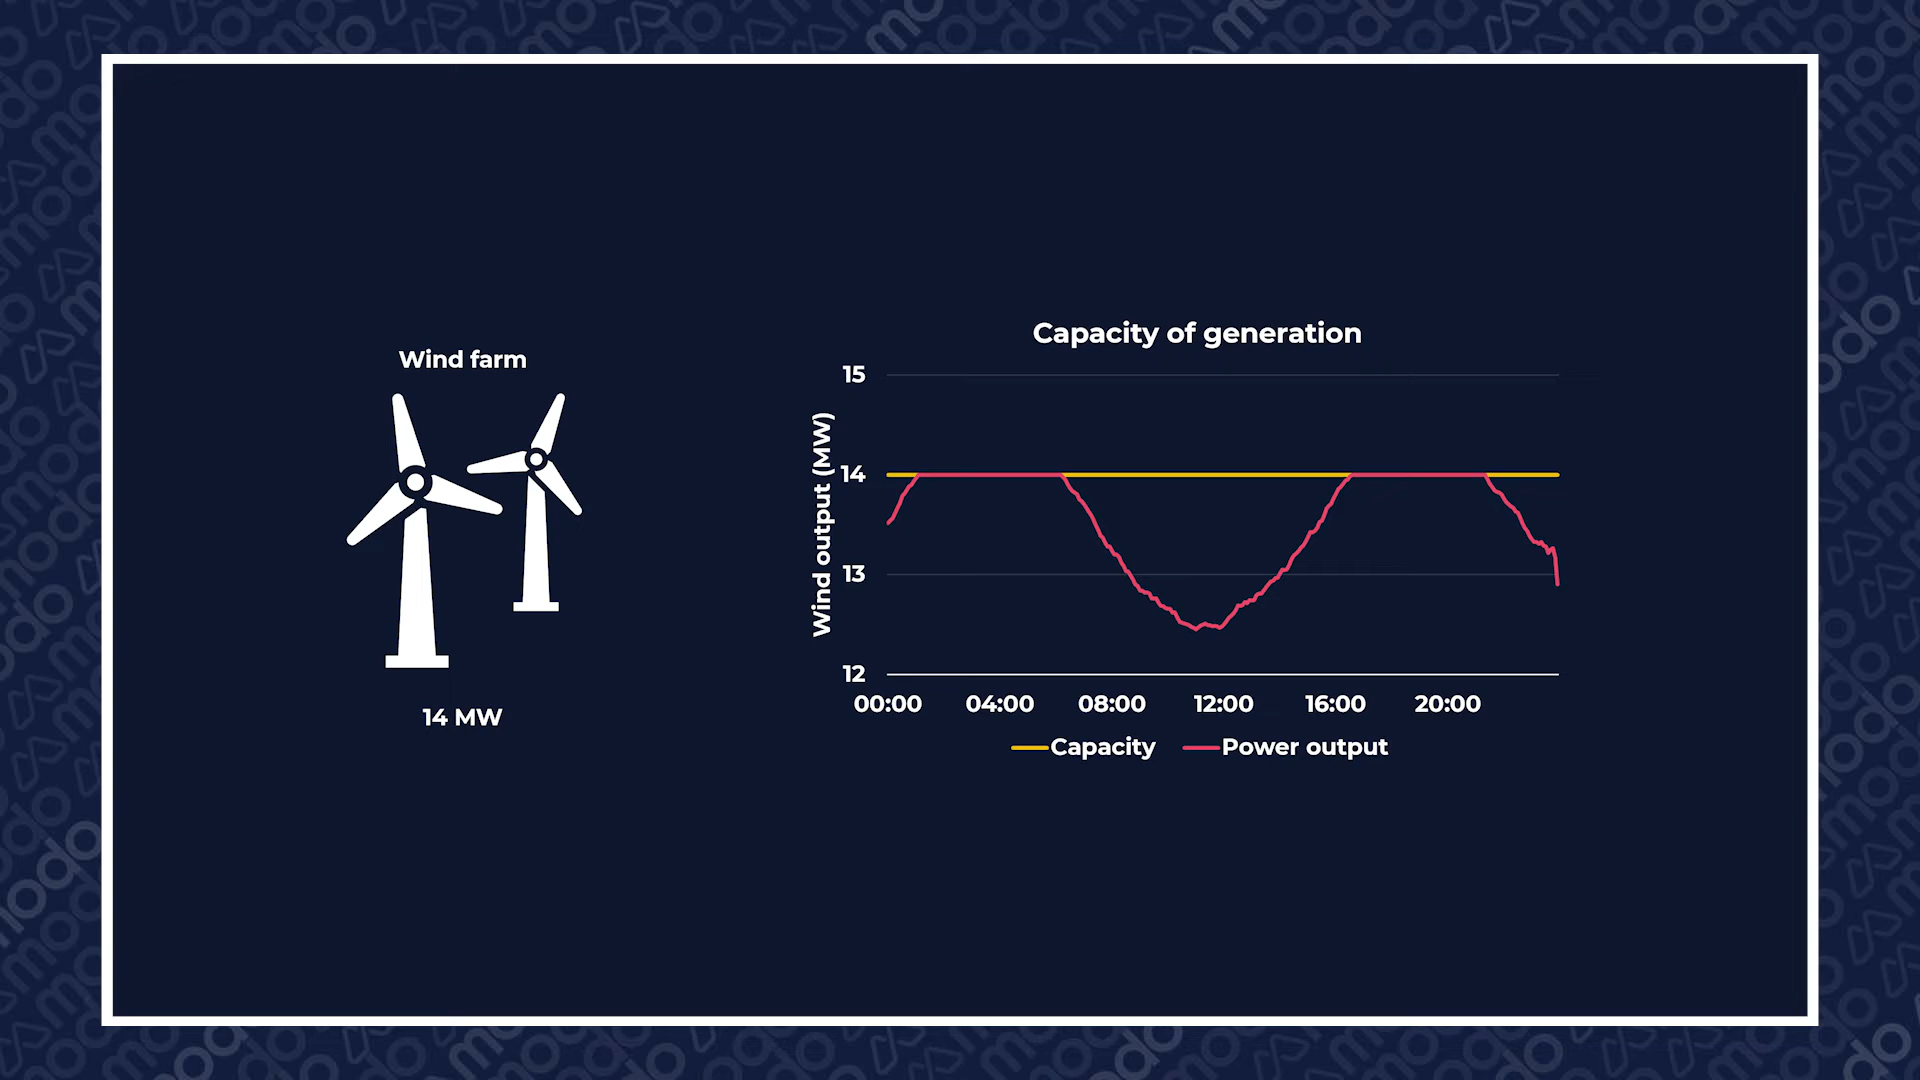 Wind farm
14 MW
Capacity of generation
Wind output (MW)
15
14
13
12
00:00 04:00 08:00 12:00 16:00 20:00
Capacity Power output
modo